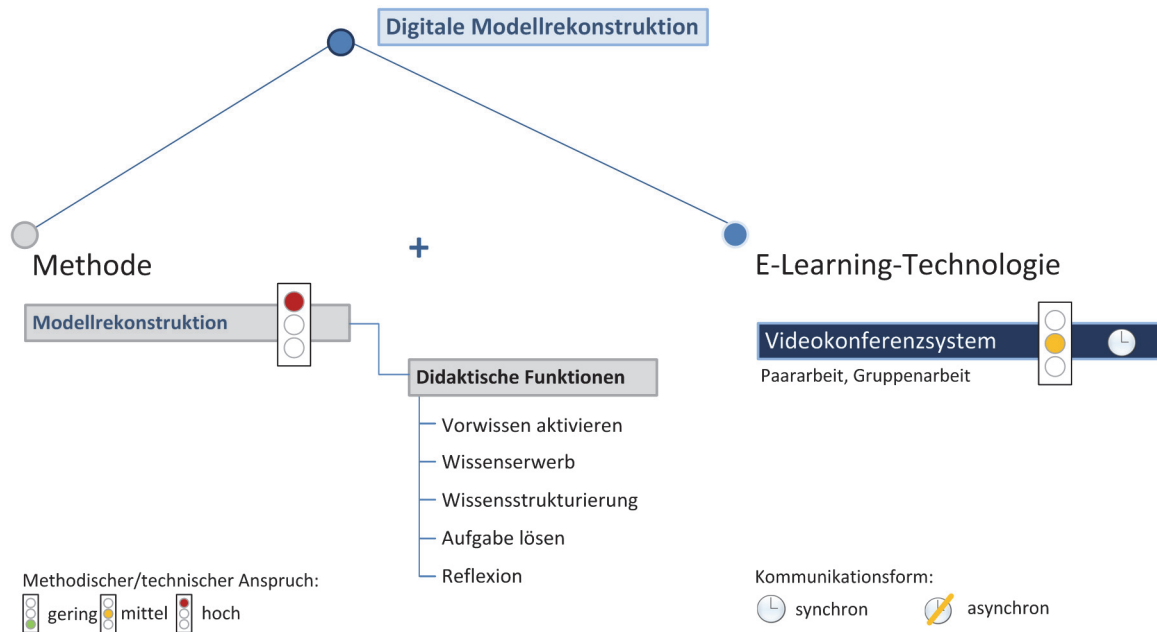 Digitale Modellrekonstruktion
+
Methode
E-Learning-Technologie
Modellrekonstruktion
Videokonferenzsystem
Paararbeit, Gruppenarbeit
Didaktische Funktionen
Vorwissen aktivieren
Wissenserwerb
Wissensstrukturierung
Aufgabe lösen
Reflexion
Methodischer/technischer Anspruch:
gering mittel hoch
Kommunikationsform:
synchron asynchron